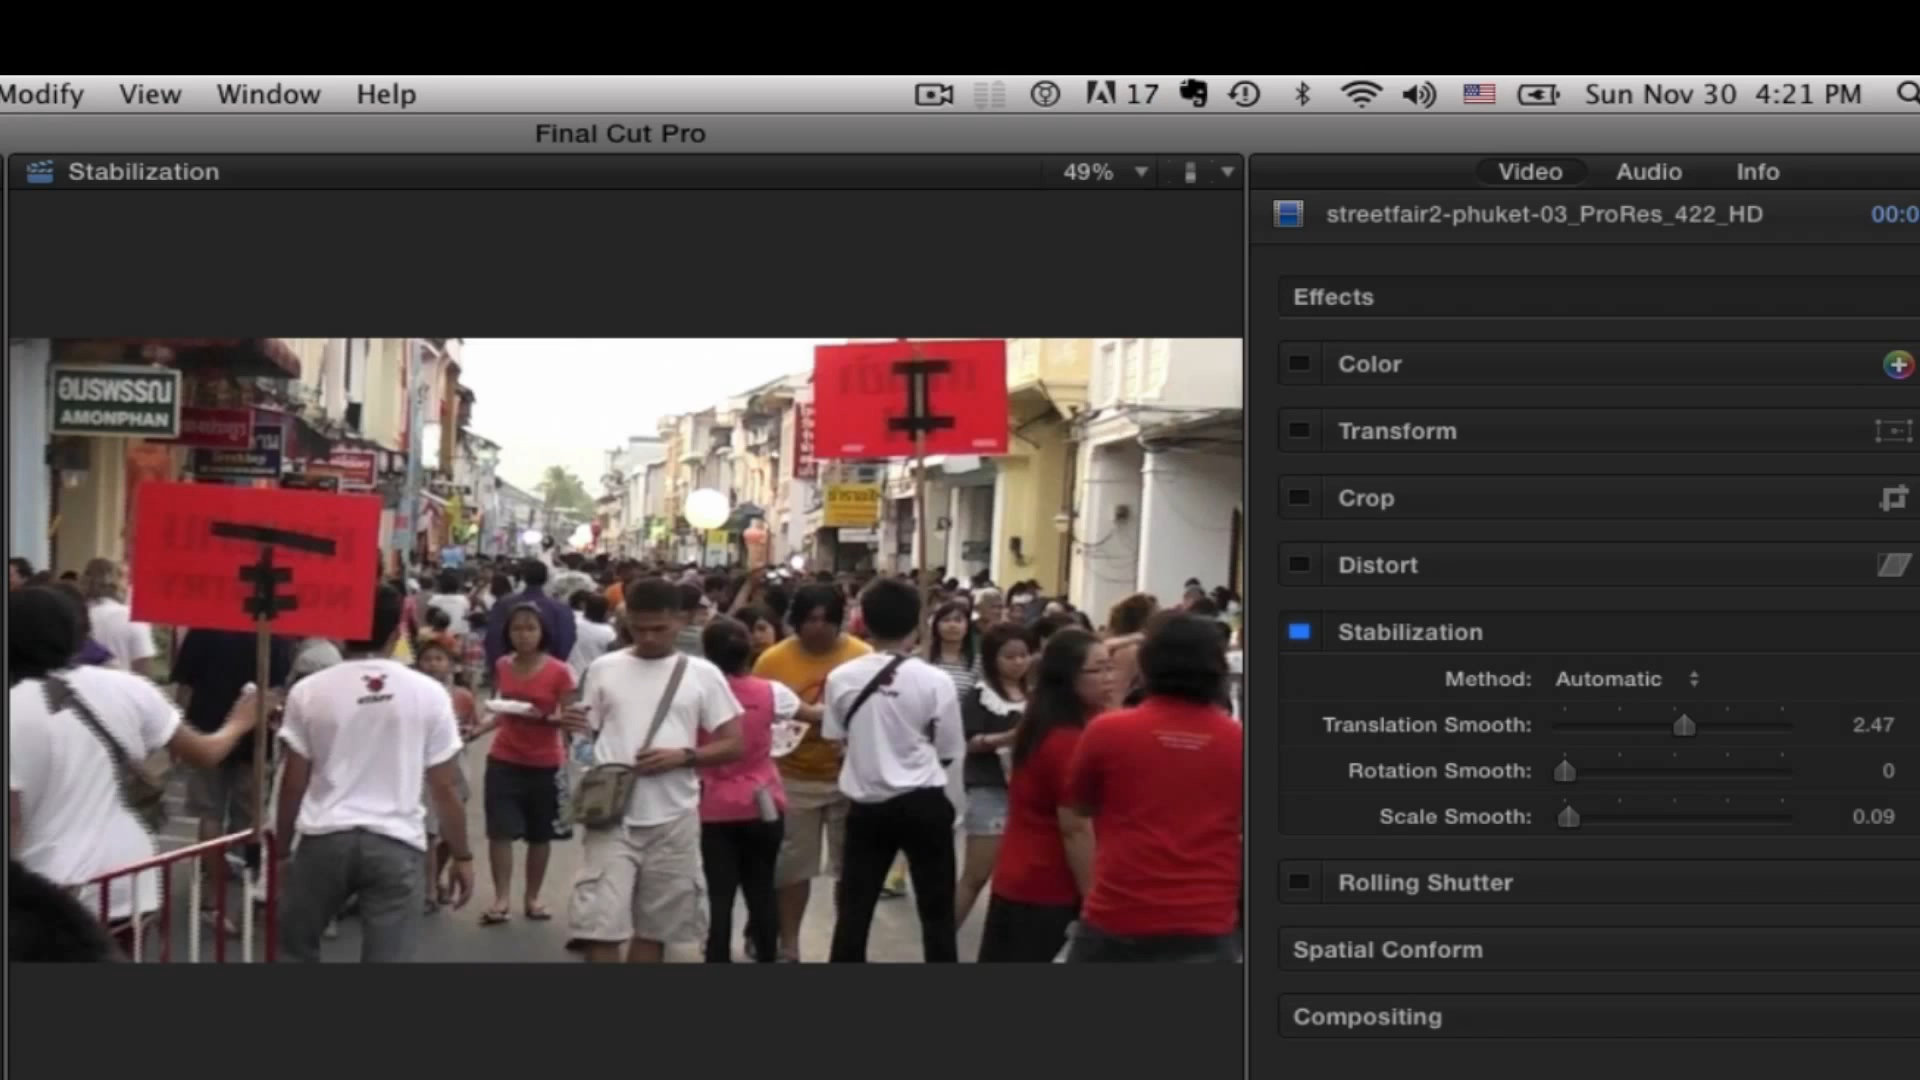 Modify View Window Help 17 Sun Nov 30 4:21 PM
Final Cut Pro
Stabilization 49% Video Audio Info
streetfair2-phuket-03_ProRes_422_HD 00:0
Effects
Color
Transform
Crop
Distort
Stabilization
Method: Automatic
Translation Smooth: 2.47
Rotation Smooth: 0
Scale Smooth: 0.09
Rolling Shutter
Spatial Conform
Compositing
อมรพรรณ
AMONPHAN